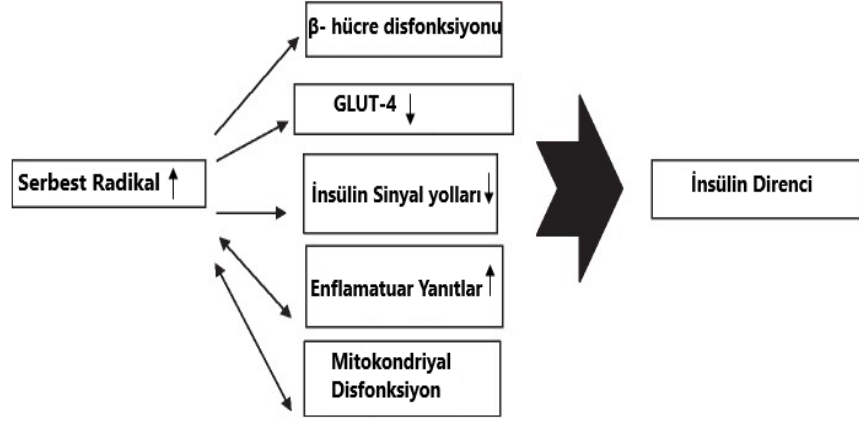 β- hücre disfonksiyonu
GLUT-4 ↓
Serbest Radikal ↑
İnsülin Sinyal yolları ↓
İnsülin Direnci
Enflamatuar Yanıtlar ↑
Mitokondriyal
Disfonksiyon